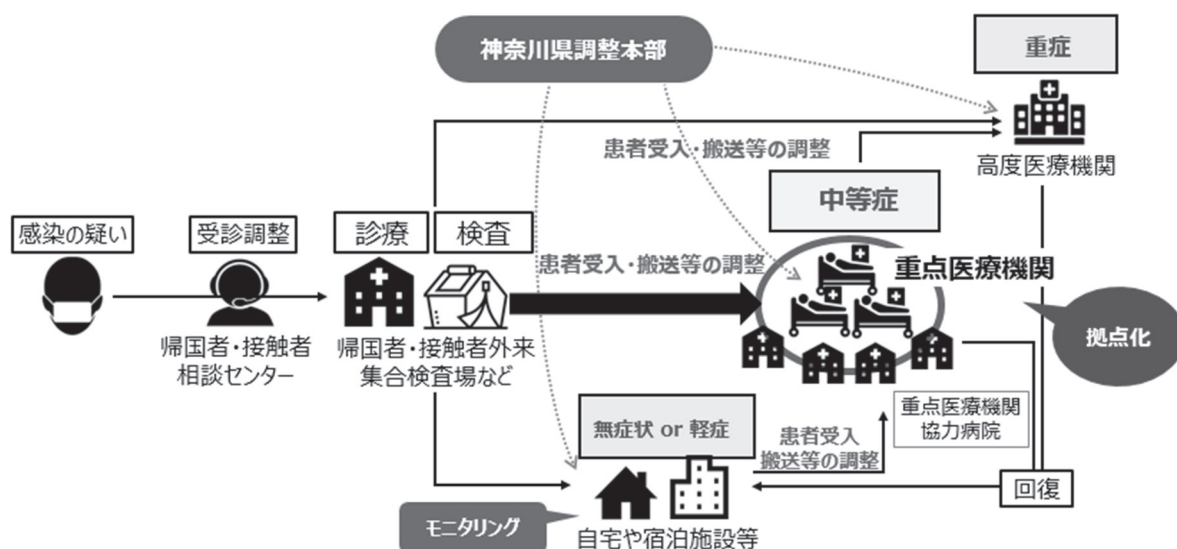 神奈川県調整本部
重症
患者受入・搬送等の調整
高度医療機関
中等症
感染の疑い
受診調整
診療
検査
患者受入・搬送等の調整
重点医療機関
拠点化
帰国者・接触者
相談センター
帰国者・接触者外来
集合検査場など
重点医療機関
協力病院
無症状 or 軽症
患者受入
搬送等の調整
回復
モニタリング
自宅や宿泊施設等